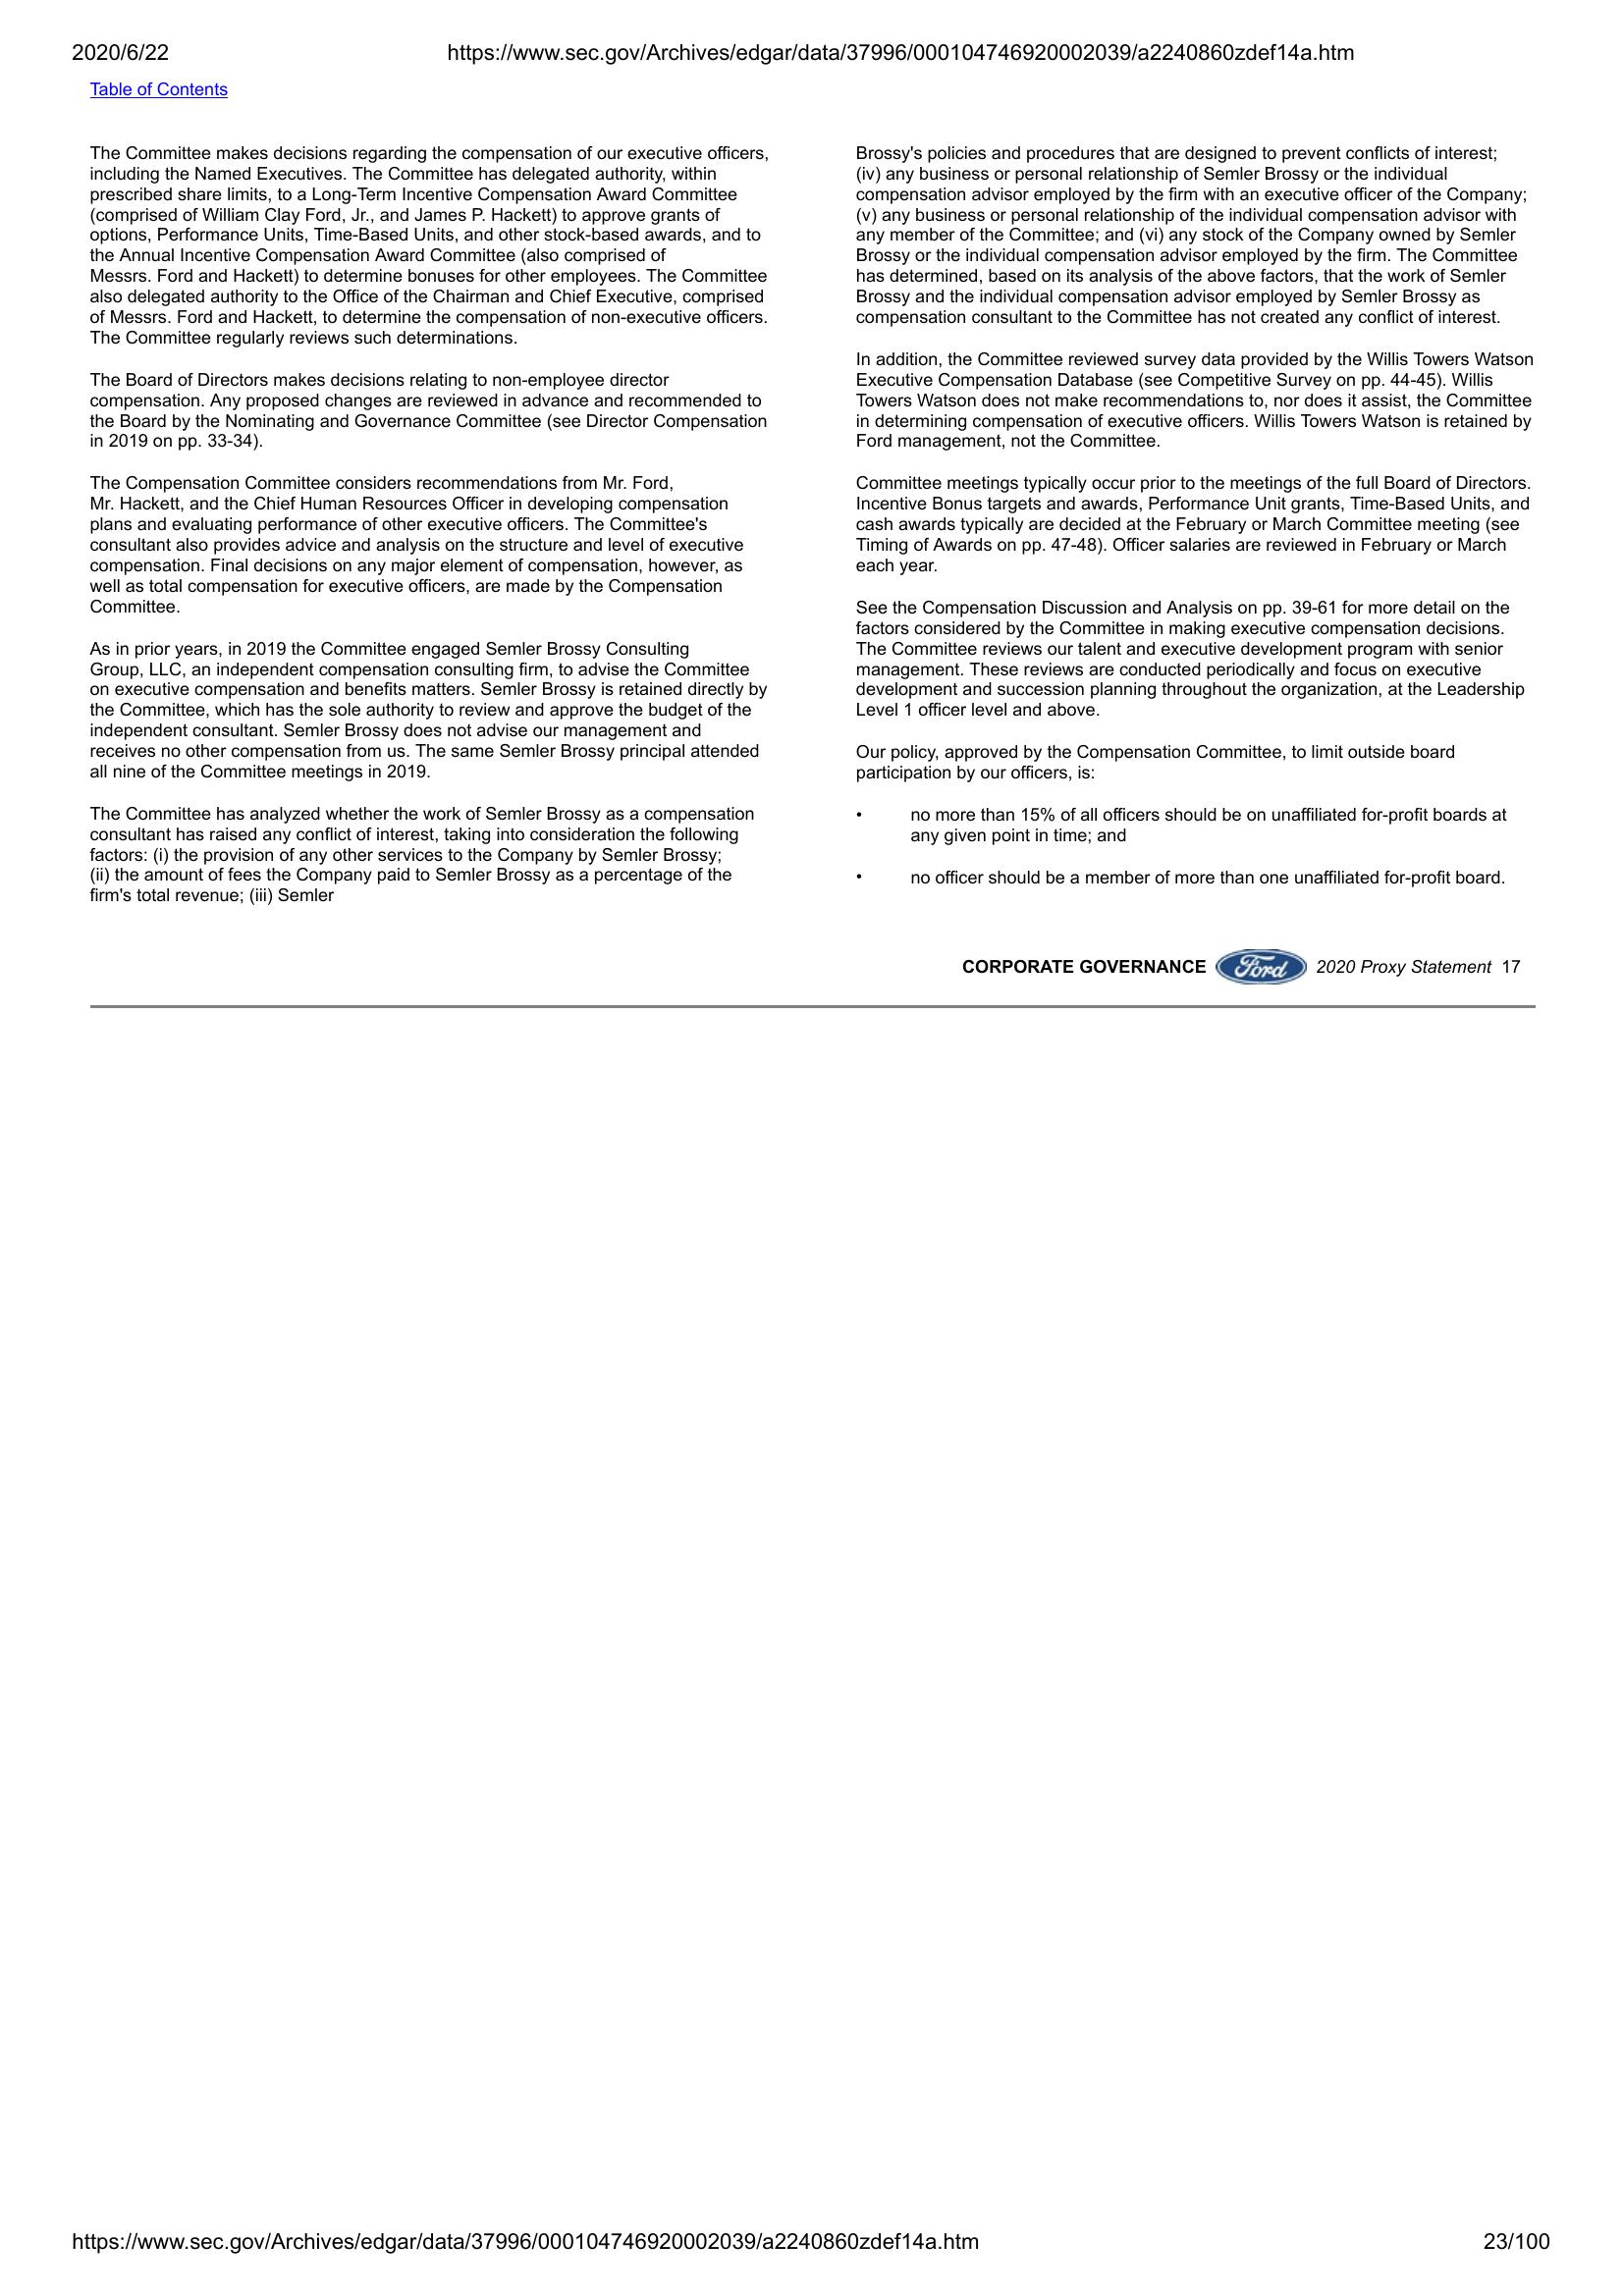 2020/6/22
https://www.sec.gov/Archives/edgar/data/37996/000104746920002039/a2240860zdef14a.htm
Table of Contents
The Committee makes decisions regarding the compensation of our executive officers,
including the Named Executives. The Committee has delegated authority, within
prescribed share limits, to a Long-Term Incentive Compensation Award Committee
(comprised of William Clay Ford, Jr., and James P. Hackett) to approve grants of
options, Performance Units, Time-Based Units, and other stock-based awards, and to
the Annual Incentive Compensation Award Committee (also comprised of
Messrs. Ford and Hackett) to determine bonuses for other employees. The Committee
also delegated authority to the Office of the Chairman and Chief Executive, comprised
of Messrs. Ford and Hackett, to determine the compensation of non-executive officers.
The Committee regularly reviews such determinations.
The Board of Directors makes decisions relating to non-employee director
compensation. Any proposed changes are reviewed in advance and recommended to
the Board by the Nominating and Governance Committee (see Director Compensation
in 2019 on pp. 33-34).
The Compensation Committee considers recommendations from Mr. Ford,
Mr. Hackett, and the Chief Human Resources Officer in developing compensation
plans and evaluating performance of other executive officers. The Committee's
consultant also provides advice and analysis on the structure and level of executive
compensation. Final decisions on any major element of compensation, however, as
well as total compensation for executive officers, are made by the Compensation
Committee.
As in prior years, in 2019 the Committee engaged Semler Brossy Consulting
Group, LLC, an independent compensation consulting firm, to advise the Committee
on executive compensation and benefits matters. Semler Brossy is retained directly by
the Committee, which has the sole authority to review and approve the budget of the
independent consultant. Semler Brossy does not advise our management and
receives no other compensation from us. The same Semler Brossy principal attended
all nine of the Committee meetings in 2019.
The Committee has analyzed whether the work of Semler Brossy as a compensation
consultant has raised any conflict of interest, taking into consideration the following
factors: (i) the provision of any other services to the Company by Semler Brossy;
(ii) the amount of fees the Company paid to Semler Brossy as a percentage of the
firm's total revenue; (iii) Semler
Brossy's policies and procedures that are designed to prevent conflicts of interest;
(iv) any business or personal relationship of Semler Brossy or the individual
compensation advisor employed by the firm with an executive officer of the Company;
(v) any business or personal relationship of the individual compensation advisor with
any member of the Committee; and (vi) any stock of the Company owned by Semler
Brossy or the individual compensation advisor employed by the firm. The Committee
has determined, based on its analysis of the above factors, that the work of Semler
Brossy and the individual compensation advisor employed by Semler Brossy as
compensation consultant to the Committee has not created any conflict of interest.
In addition, the Committee reviewed survey data provided by the Willis Towers Watson
Executive Compensation Database (see Competitive Survey on pp. 44-45). Willis
Towers Watson does not make recommendations to, nor does it assist, the Committee
in determining compensation of executive officers. Willis Towers Watson is retained by
Ford management, not the Committee.
Committee meetings typically occur prior to the meetings of the full Board of Directors.
Incentive Bonus targets and awards, Performance Unit grants, Time-Based Units, and
cash awards typically are decided at the February or March Committee meeting (see
Timing of Awards on pp. 47-48). Officer salaries are reviewed in February or March
each year.
See the Compensation Discussion and Analysis on pp. 39-61 for more detail on the
factors considered by the Committee in making executive compensation decisions.
The Committee reviews our talent and executive development program with senior
management. These reviews are conducted periodically and focus on executive
development and succession planning throughout the organization, at the Leadership
Level 1 officer level and above.
Our policy, approved by the Compensation Committee, to limit outside board
participation by our officers, is:
• no more than 15% of all officers should be on unaffiliated for-profit boards at
any given point in time; and
• no officer should be a member of more than one unaffiliated for-profit board.
CORPORATE GOVERNANCE Ford 2020 Proxy Statement 17
https://www.sec.gov/Archives/edgar/data/37996/000104746920002039/a2240860zdef14a.htm
23/100